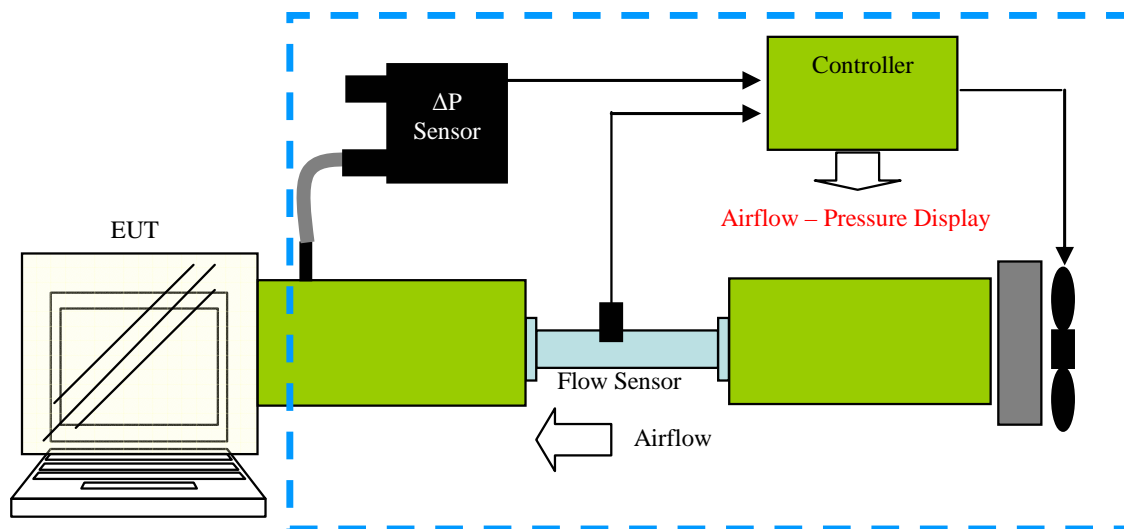 Controller
ΔP
Sensor
Airflow – Pressure Display
EUT
Flow Sensor
Airflow